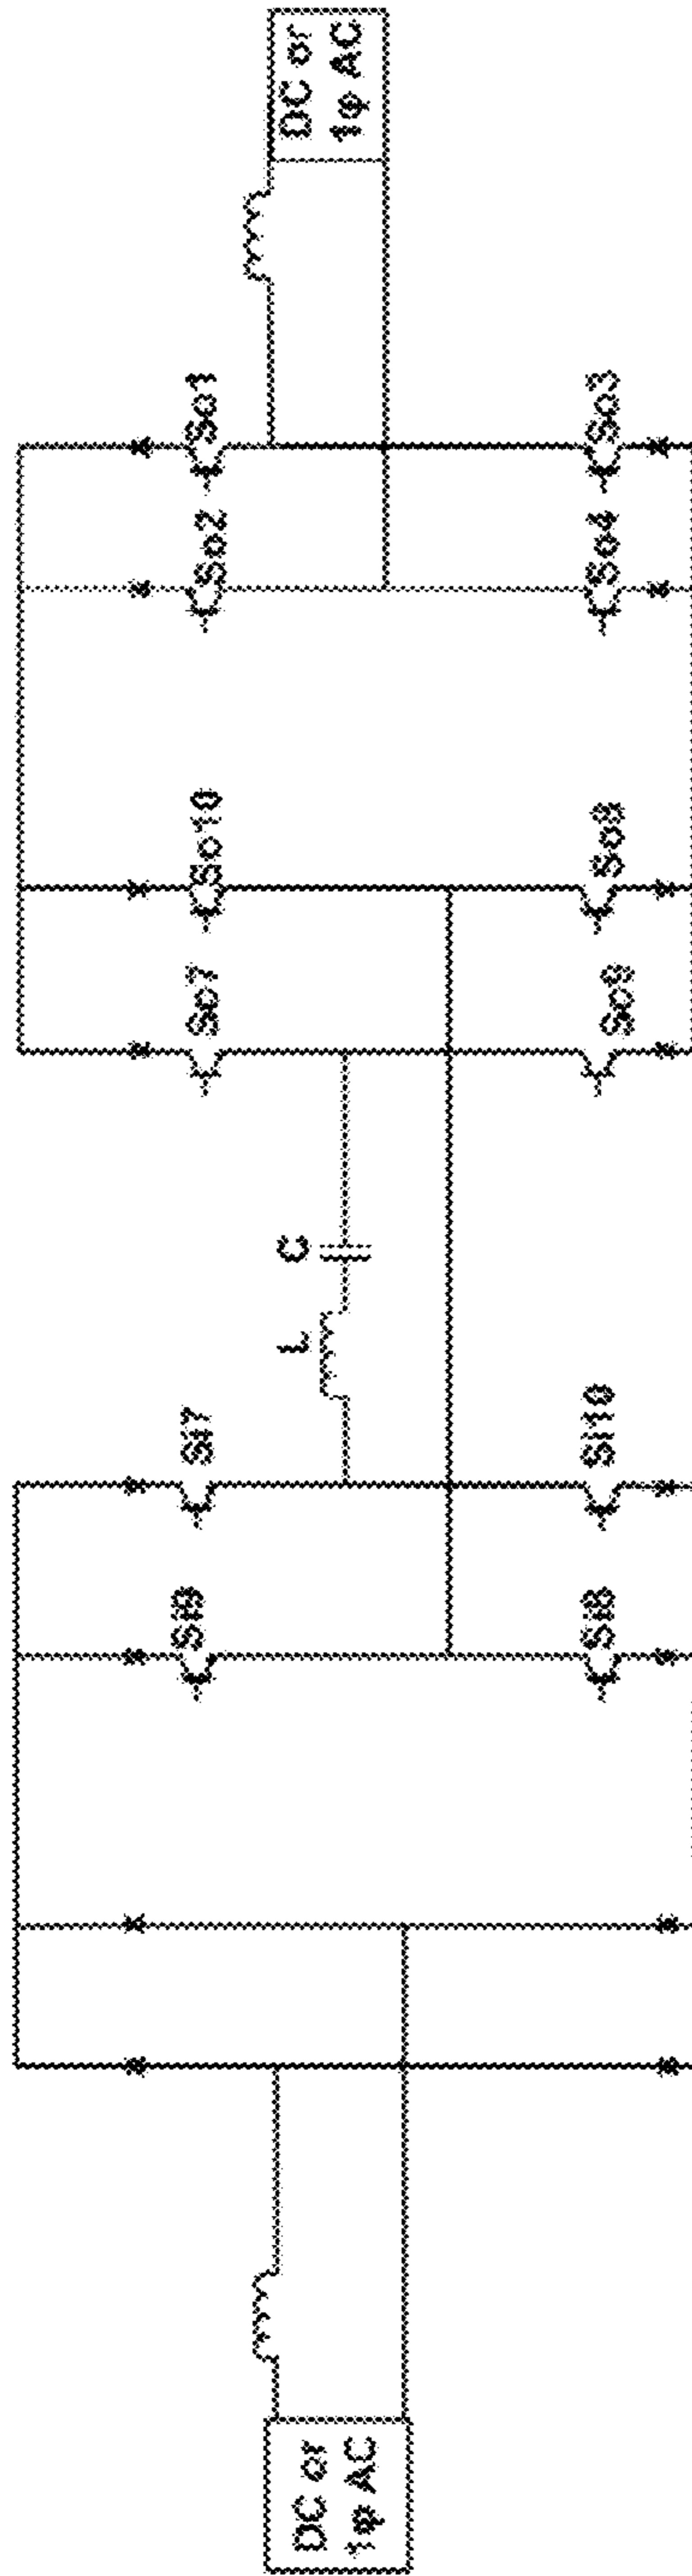 DC or
1φ AC
So1
So3
So2
So4
So10
So8
So7
So9
C
L
Si7
Si10
Si9
Si8
DC or
1φ AC